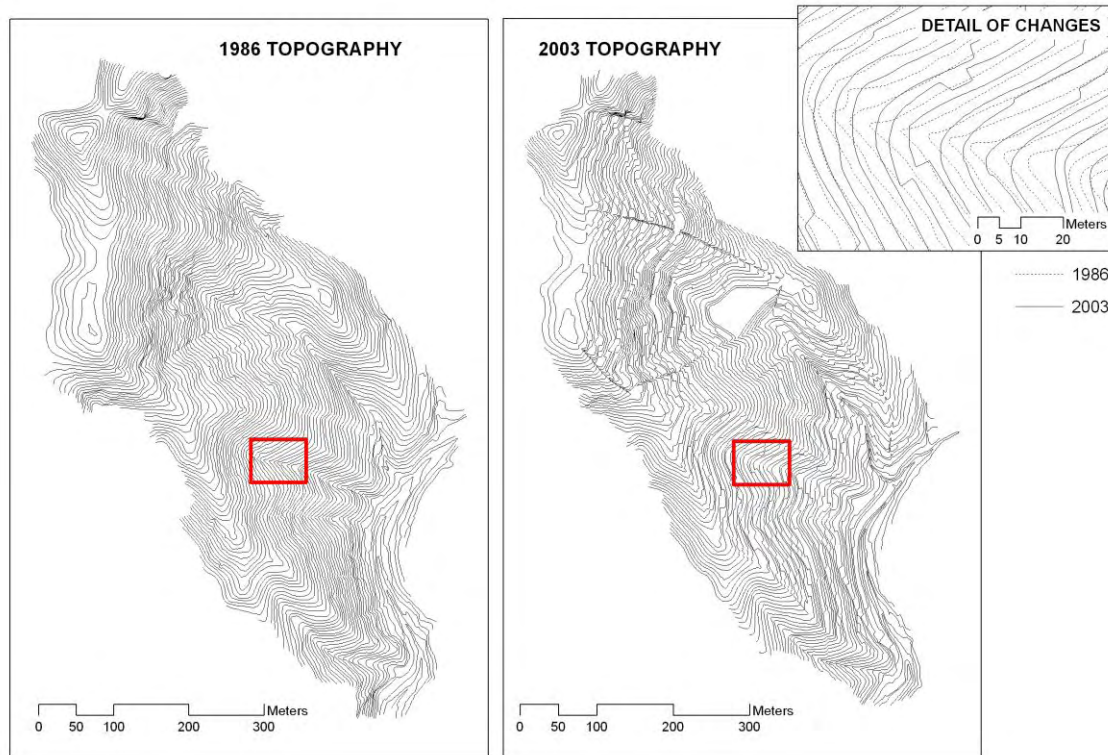 1986 TOPOGRAPHY
2003 TOPOGRAPHY
DETAIL OF CHANGES
Meters
0 5 10 20
1986
2003
Meters
0 50 100 200 300
Meters
0 50 100 200 300